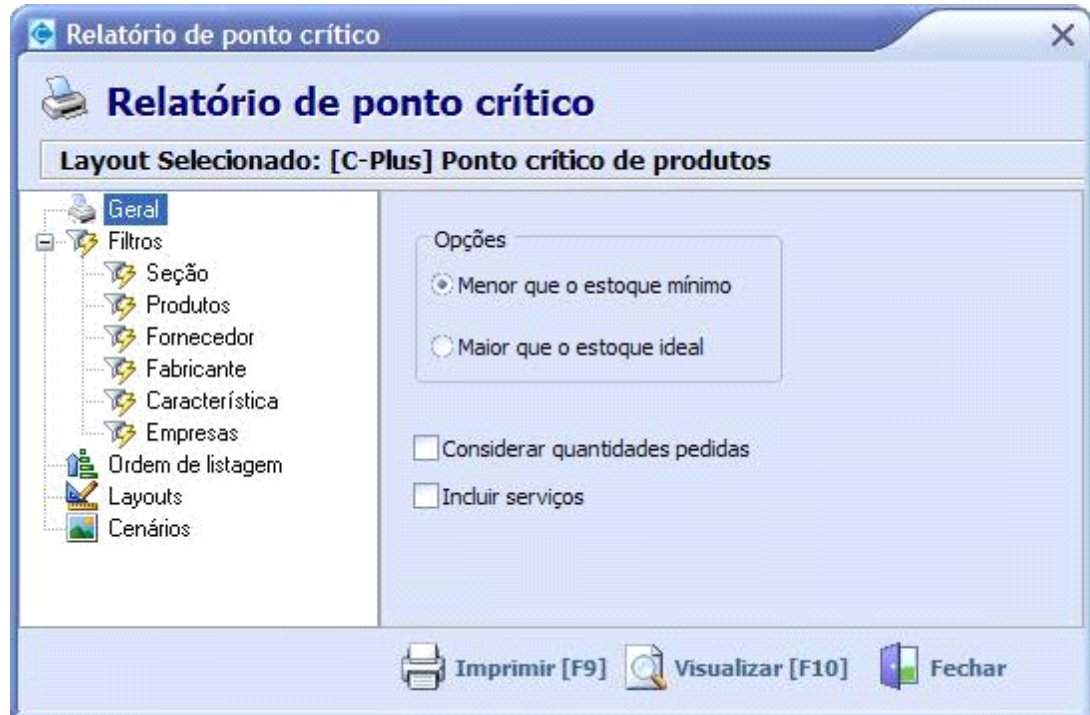 Relatório de ponto crítico
Relatório de ponto crítico
Layout Selecionado: [C-Plus] Ponto crítico de produtos
Geral
Filtros
Seção
Produtos
Fornecedor
Fabricante
Característica
Empresas
Ordem de listagem
Layouts
Cenários
Opções
Menor que o estoque mínimo
Maior que o estoque ideal
Considerar quantidades pedidas
Incluir serviços
Imprimir [F9] Visualizar [F10] Fechar